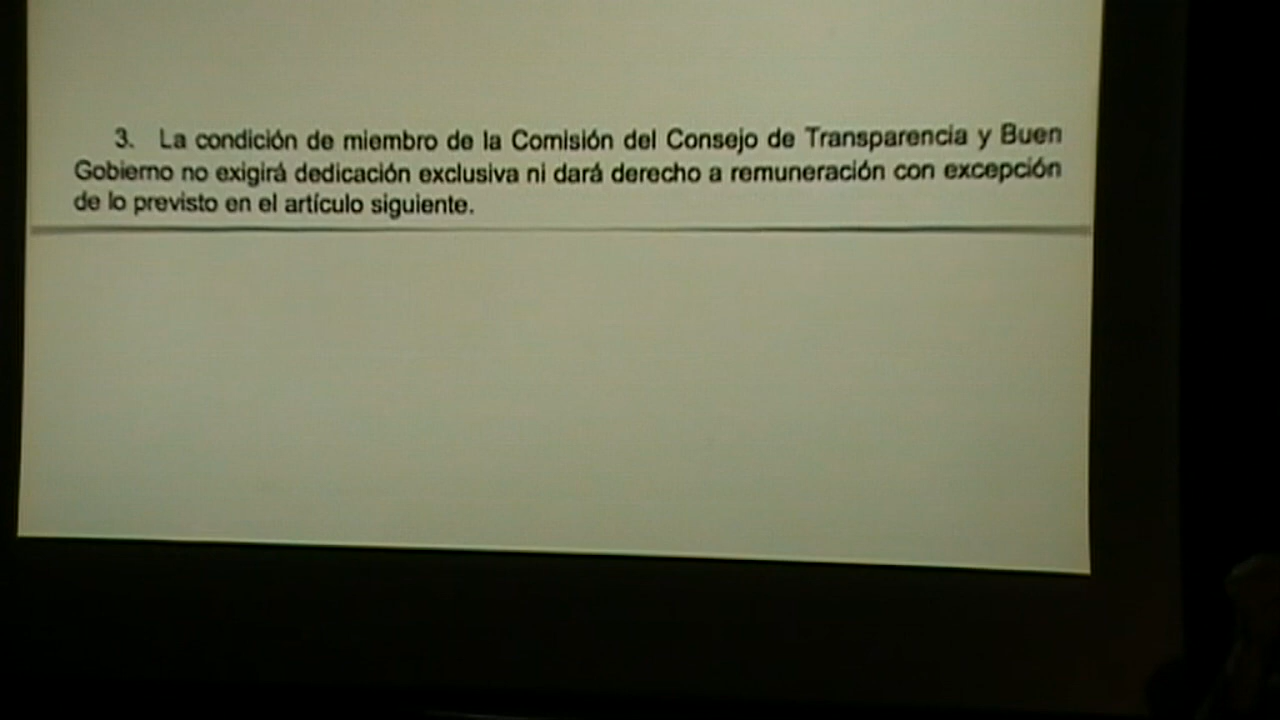 3. La condición de miembro de la Comisión del Consejo de Transparencia y Buen
Gobierno no exigirá dedicación exclusiva ni dará derecho a remuneración con excepción
de lo previsto en el artículo siguiente.